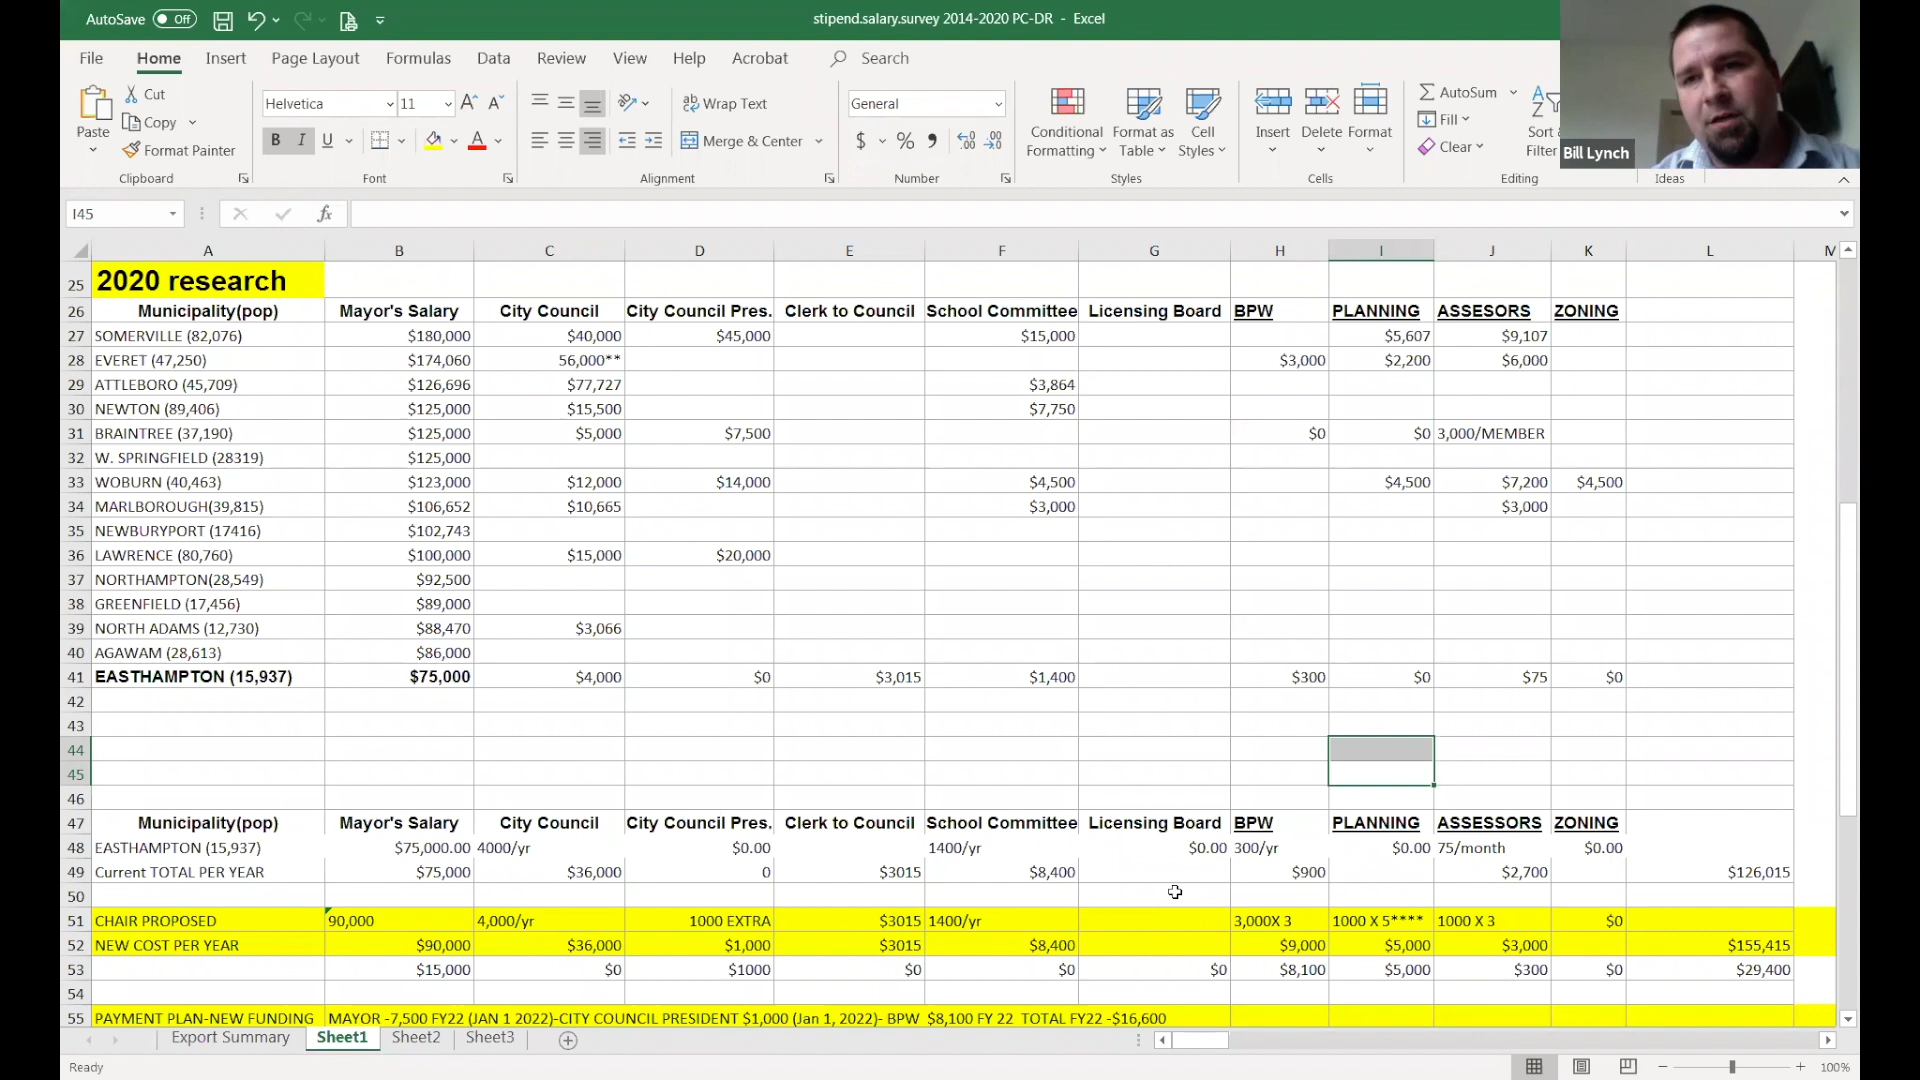 AutoSave Off stipend.salary.survey 2014-2020 PC-DR - Excel
File Home Insert Page Layout Formulas Data Review View Help Acrobat Search
Paste Cut Copy Format Painter Clipboard
Helvetica 11 B I U A Font
ab Wrap Text Merge & Center Alignment
General $ % Number
Conditional Formatting Format as Table Cell Styles Styles
Insert Delete Format Cells
AutoSum Fill Clear Sort Filter Editing
Ideas
Bill Lynch
I45 fx
A B C D E F G H I J K L M
25 2020 research
26 Municipality(pop) Mayor's Salary City Council City Council Pres. Clerk to Council School Committee Licensing Board BPW PLANNING ASSESORS ZONING
27 SOMERVILLE (82,076) $180,000 $40,000 $45,000 $15,000 $5,607 $9,107
28 EVERET (47,250) $174,060 56,000** $3,000 $2,200 $6,000
29 ATTLEBORO (45,709) $126,696 $77,727 $3,864
30 NEWTON (89,406) $125,000 $15,500 $7,750
31 BRAINTREE (37,190) $125,000 $5,000 $7,500 $0 $0 3,000/MEMBER
32 W. SPRINGFIELD (28319) $125,000
33 WOBURN (40,463) $123,000 $12,000 $14,000 $4,500 $4,500 $7,200 $4,500
34 MARLBOROUGH(39,815) $106,652 $10,665 $3,000 $3,000
35 NEWBURYPORT (17416) $102,743
36 LAWRENCE (80,760) $100,000 $15,000 $20,000
37 NORTHAMPTON(28,549) $92,500
38 GREENFIELD (17,456) $89,000
39 NORTH ADAMS (12,730) $88,470 $3,066
40 AGAWAM (28,613) $86,000
41 EASTHAMPTON (15,937) $75,000 $4,000 $0 $3,015 $1,400 $300 $0 $75 $0
42
43
44
45
46
47 Municipality(pop) Mayor's Salary City Council City Council Pres. Clerk to Council School Committee Licensing Board BPW PLANNING ASSESSORS ZONING
48 EASTHAMPTON (15,937) $75,000.00 4000/yr $0.00 1400/yr $0.00 300/yr $0.00 75/month $0.00
49 Current TOTAL PER YEAR $75,000 $36,000 0 $3015 $8,400 $900 $2,700 $126,015
50
51 CHAIR PROPOSED 90,000 4,000/yr 1000 EXTRA $3015 1400/yr 3,000X 3 1000 X 5**** 1000 X 3 $0
52 NEW COST PER YEAR $90,000 $36,000 $1,000 $3015 $8,400 $9,000 $5,000 $3,000 $155,415
53 $15,000 $0 $1000 $0 $0 $0 $8,100 $5,000 $300 $0 $29,400
54
55 PAYMENT PLAN-NEW FUNDING MAYOR -7,500 FY22 (JAN 1 2022)-CITY COUNCIL PRESIDENT $1,000 (Jan 1, 2022)- BPW $8,100 FY 22 TOTAL FY22 -$16,600
Export Summary Sheet1 Sheet2 Sheet3
Ready 100%